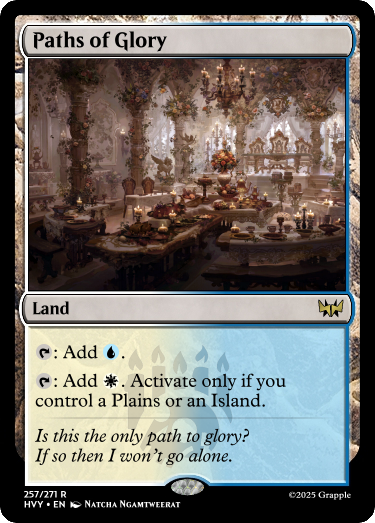 Paths of Glory
Land
: Add .
: Add . Activate only if you
control a Plains or an Island.
Is this the only path to glory?
If so then I won't go alone.
257/271 R
HVY • EN Natcha Ngamtweerat
©2025 Grapple